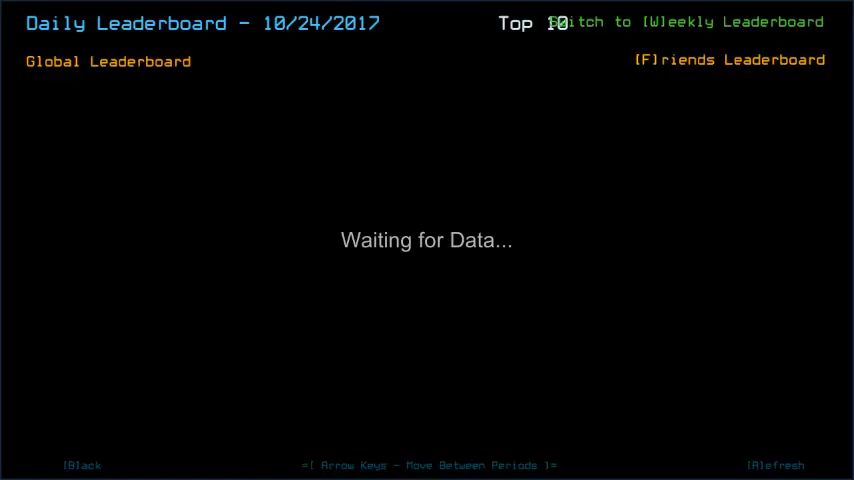 Daily Leaderboard - 10/24/2017
Top 10
Switch to [W]eekly Leaderboard
Global Leaderboard
[F]riends Leaderboard
Waiting for Data...
[B]ack
=[ Arrow Keys - Move Between Periods ]=
[R]efresh